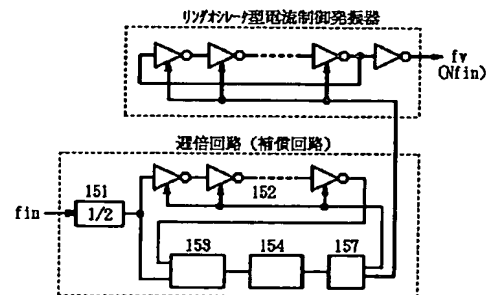 リングオシレータ型電流制御発振器
fv
(Nfin)
逓倍回路（補償回路）
151
152
fin
1/2
153
154
157